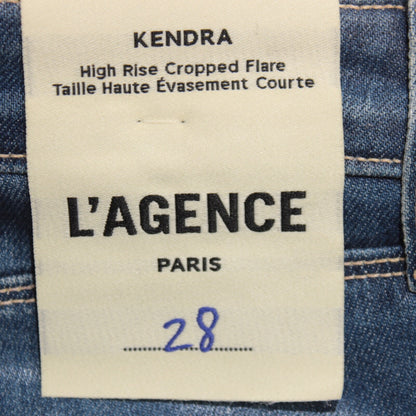 KENDRA
High Rise Cropped Flare
Taille Haute Évasement Courte
L'AGENCE
PARIS
28